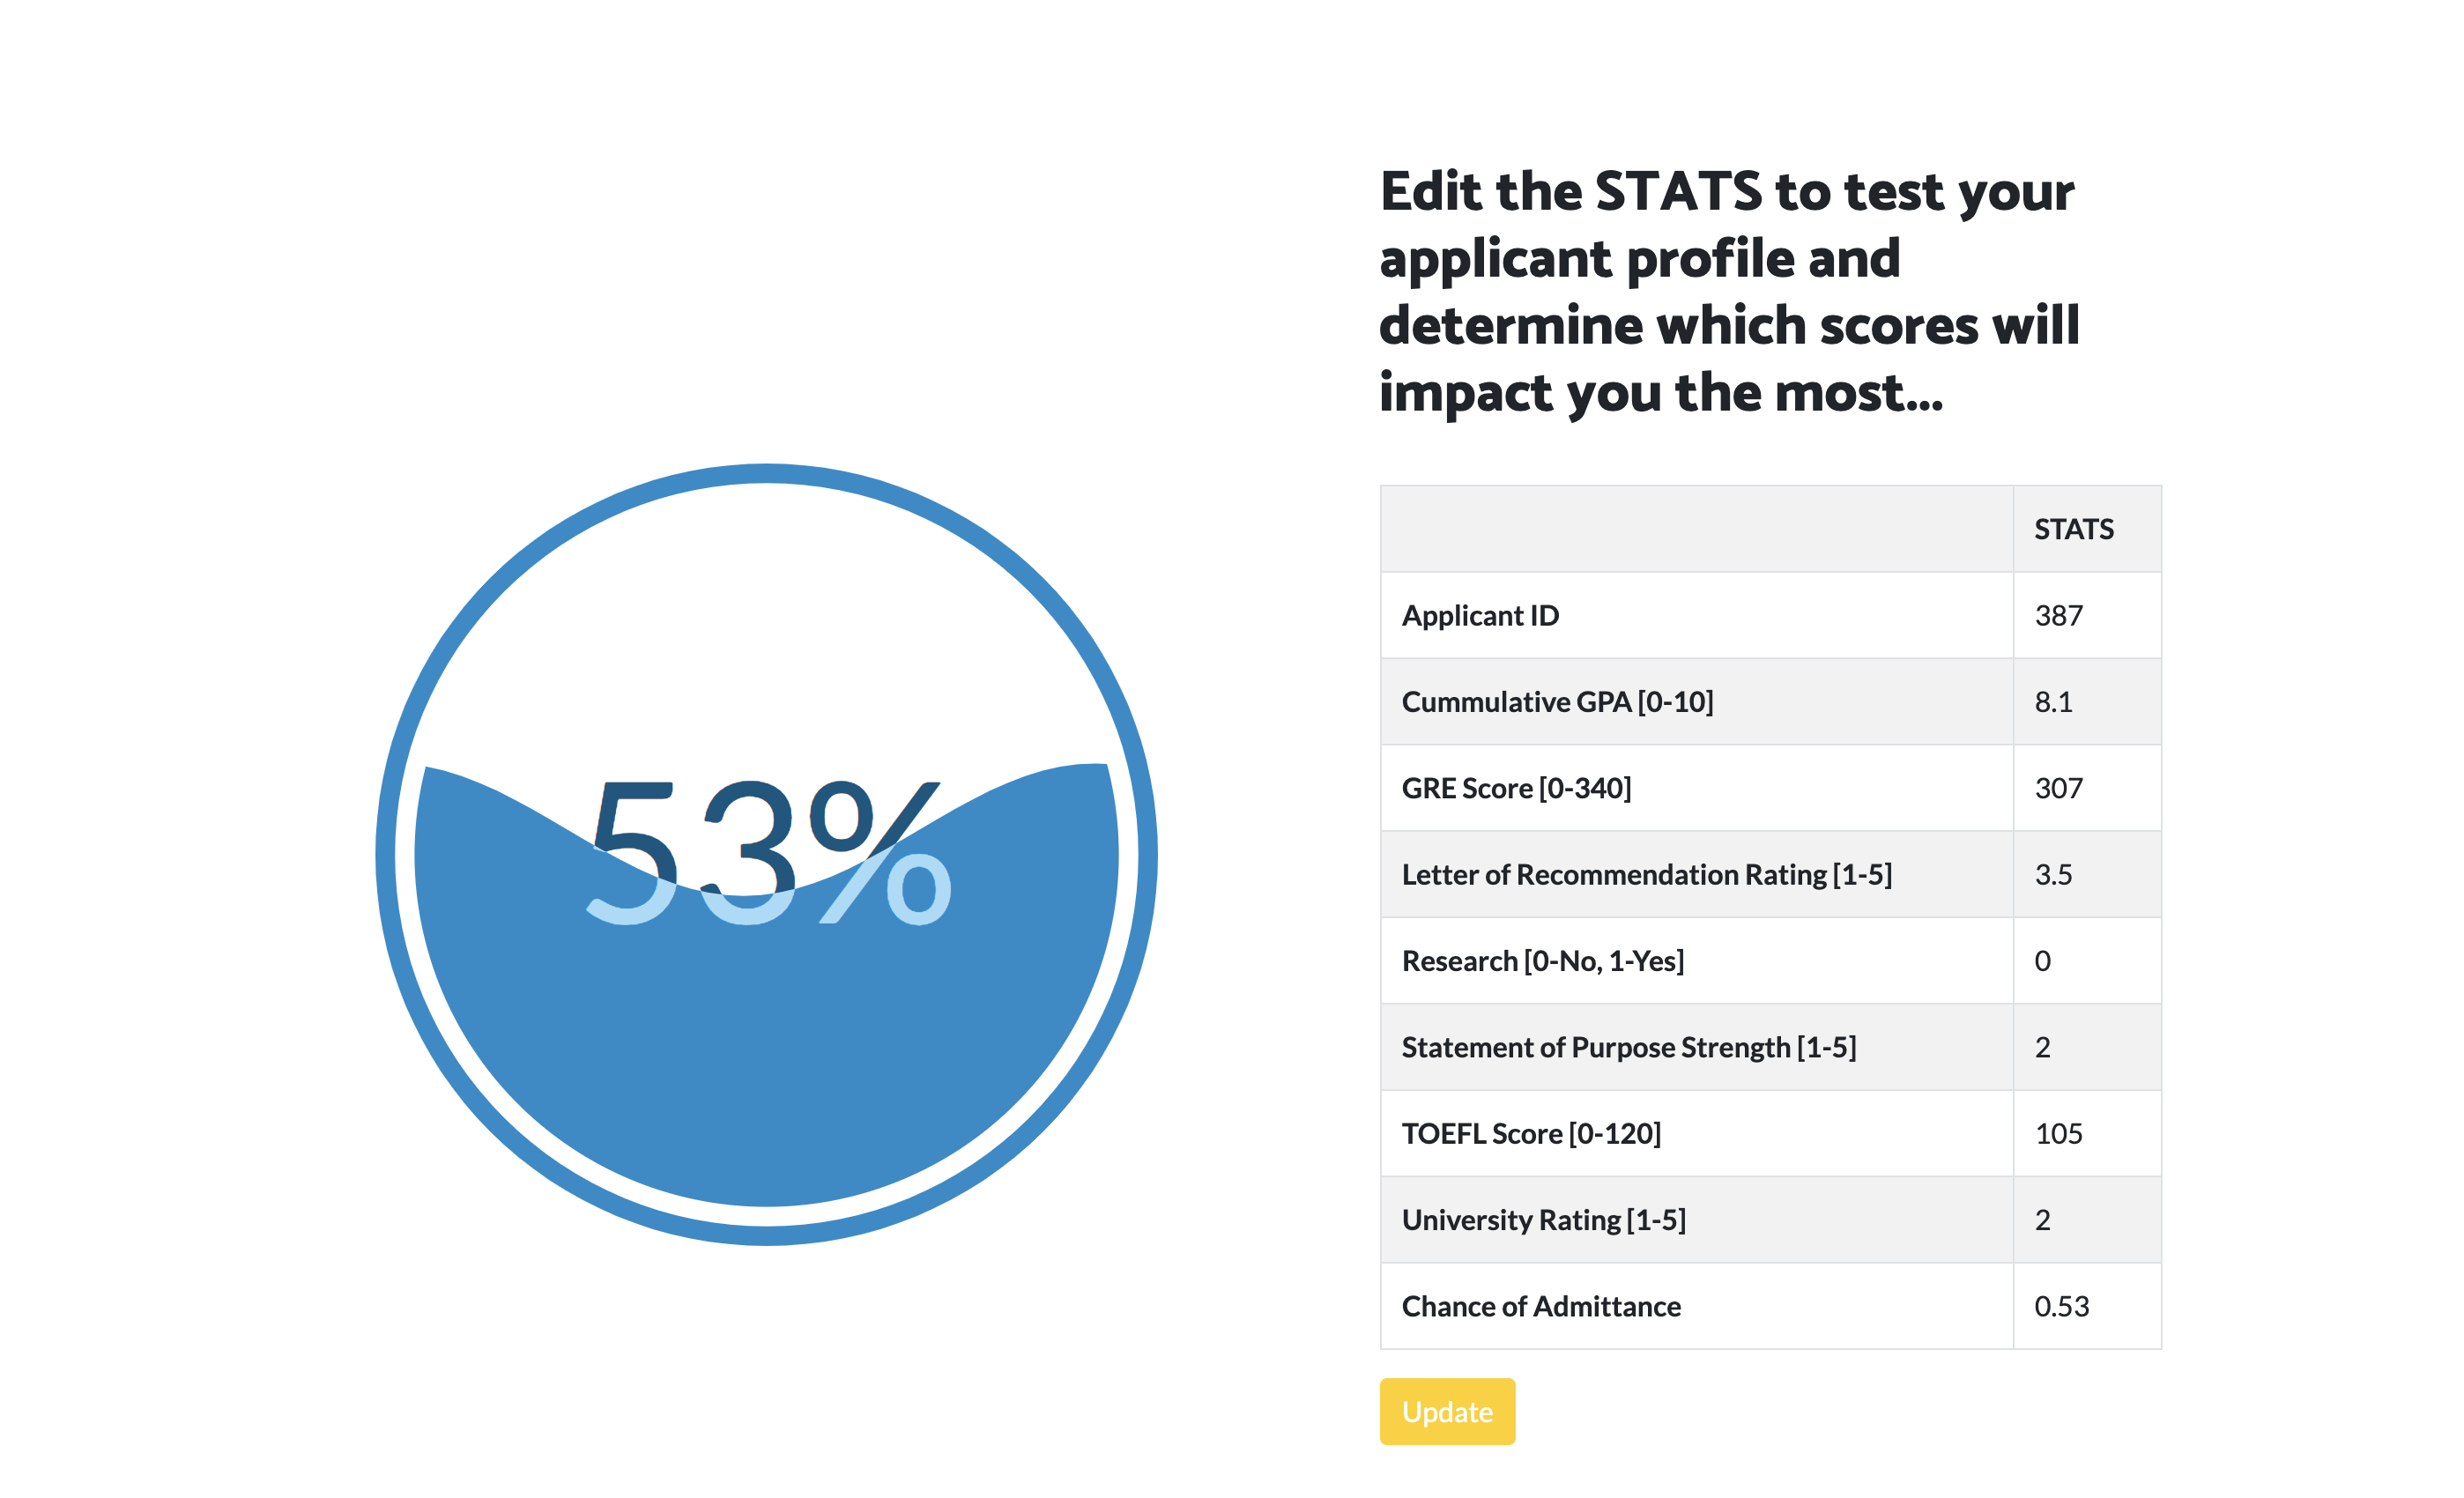 Edit the STATS to test your
applicant profile and
determine which scores will
impact you the most...
53%
STATS
Applicant ID 387
Cummulative GPA [0-10] 8.1
GRE Score [0-340] 307
Letter of Recommendation Rating [1-5] 3.5
Research [0-No, 1-Yes] 0
Statement of Purpose Strength [1-5] 2
TOEFL Score [0-120] 105
University Rating [1-5] 2
Chance of Admittance 0.53
Update